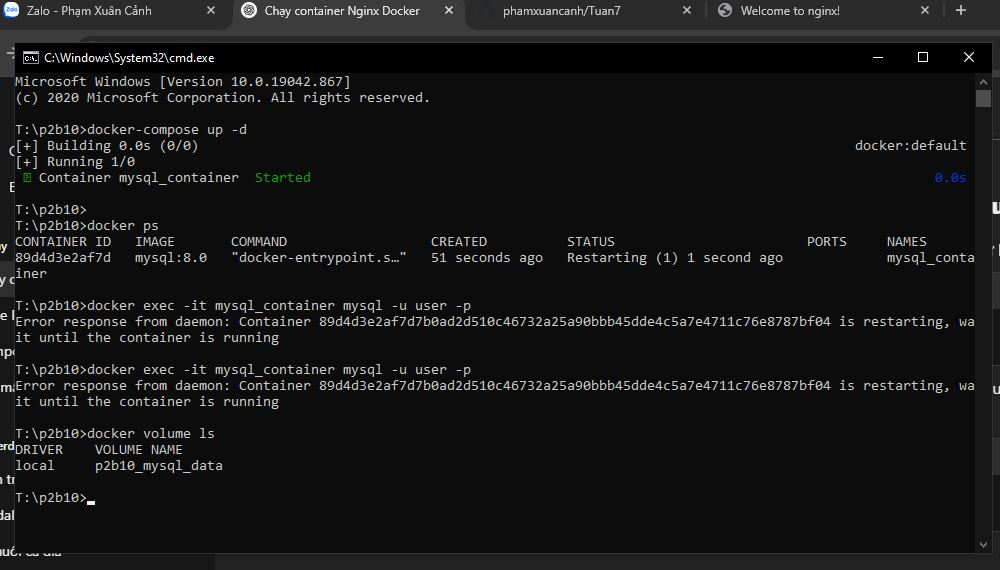 Zalo - Phạm Xuân Cảnh
Chạy container Nginx Docker
phamxuancanh/Tuan7
Welcome to nginx!
C:\Windows\System32\cmd.exe
Microsoft Windows [Version 10.0.19042.867]
(c) 2020 Microsoft Corporation. All rights reserved.
T:\p2b10>docker-compose up -d
[+] Building 0.0s (0/0) docker:default
[+] Running 1/0
Container mysql_container Started 0.0s
T:\p2b10>
T:\p2b10>docker ps
CONTAINER ID IMAGE COMMAND CREATED STATUS PORTS NAMES
89d4d3e2af7d mysql:8.0 "docker-entrypoint.s…" 51 seconds ago Restarting (1) 1 second ago mysql_conta
iner
T:\p2b10>docker exec -it mysql_container mysql -u user -p
Error response from daemon: Container 89d4d3e2af7d7b0ad2d510c46732a25a90bbb45dde4c5a7e4711c76e8787bf04 is restarting, wa
it until the container is running
T:\p2b10>docker exec -it mysql_container mysql -u user -p
Error response from daemon: Container 89d4d3e2af7d7b0ad2d510c46732a25a90bbb45dde4c5a7e4711c76e8787bf04 is restarting, wa
it until the container is running
T:\p2b10>docker volume ls
DRIVER VOLUME NAME
local p2b10_mysql_data
T:\p2b10>